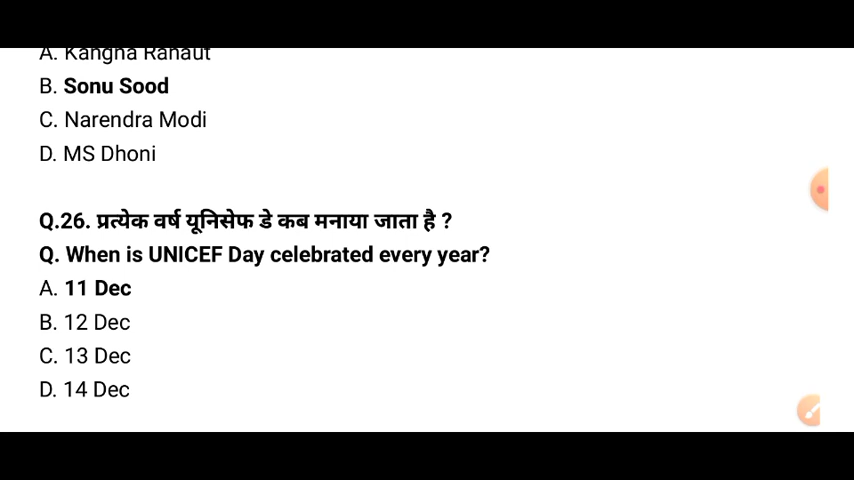 A. Kangna Ranaut
B. Sonu Sood
C. Narendra Modi
D. MS Dhoni
Q.26. प्रत्येक वर्ष यूनिसेफ डे कब मनाया जाता है ?
Q. When is UNICEF Day celebrated every year?
A. 11 Dec
B. 12 Dec
C. 13 Dec
D. 14 Dec